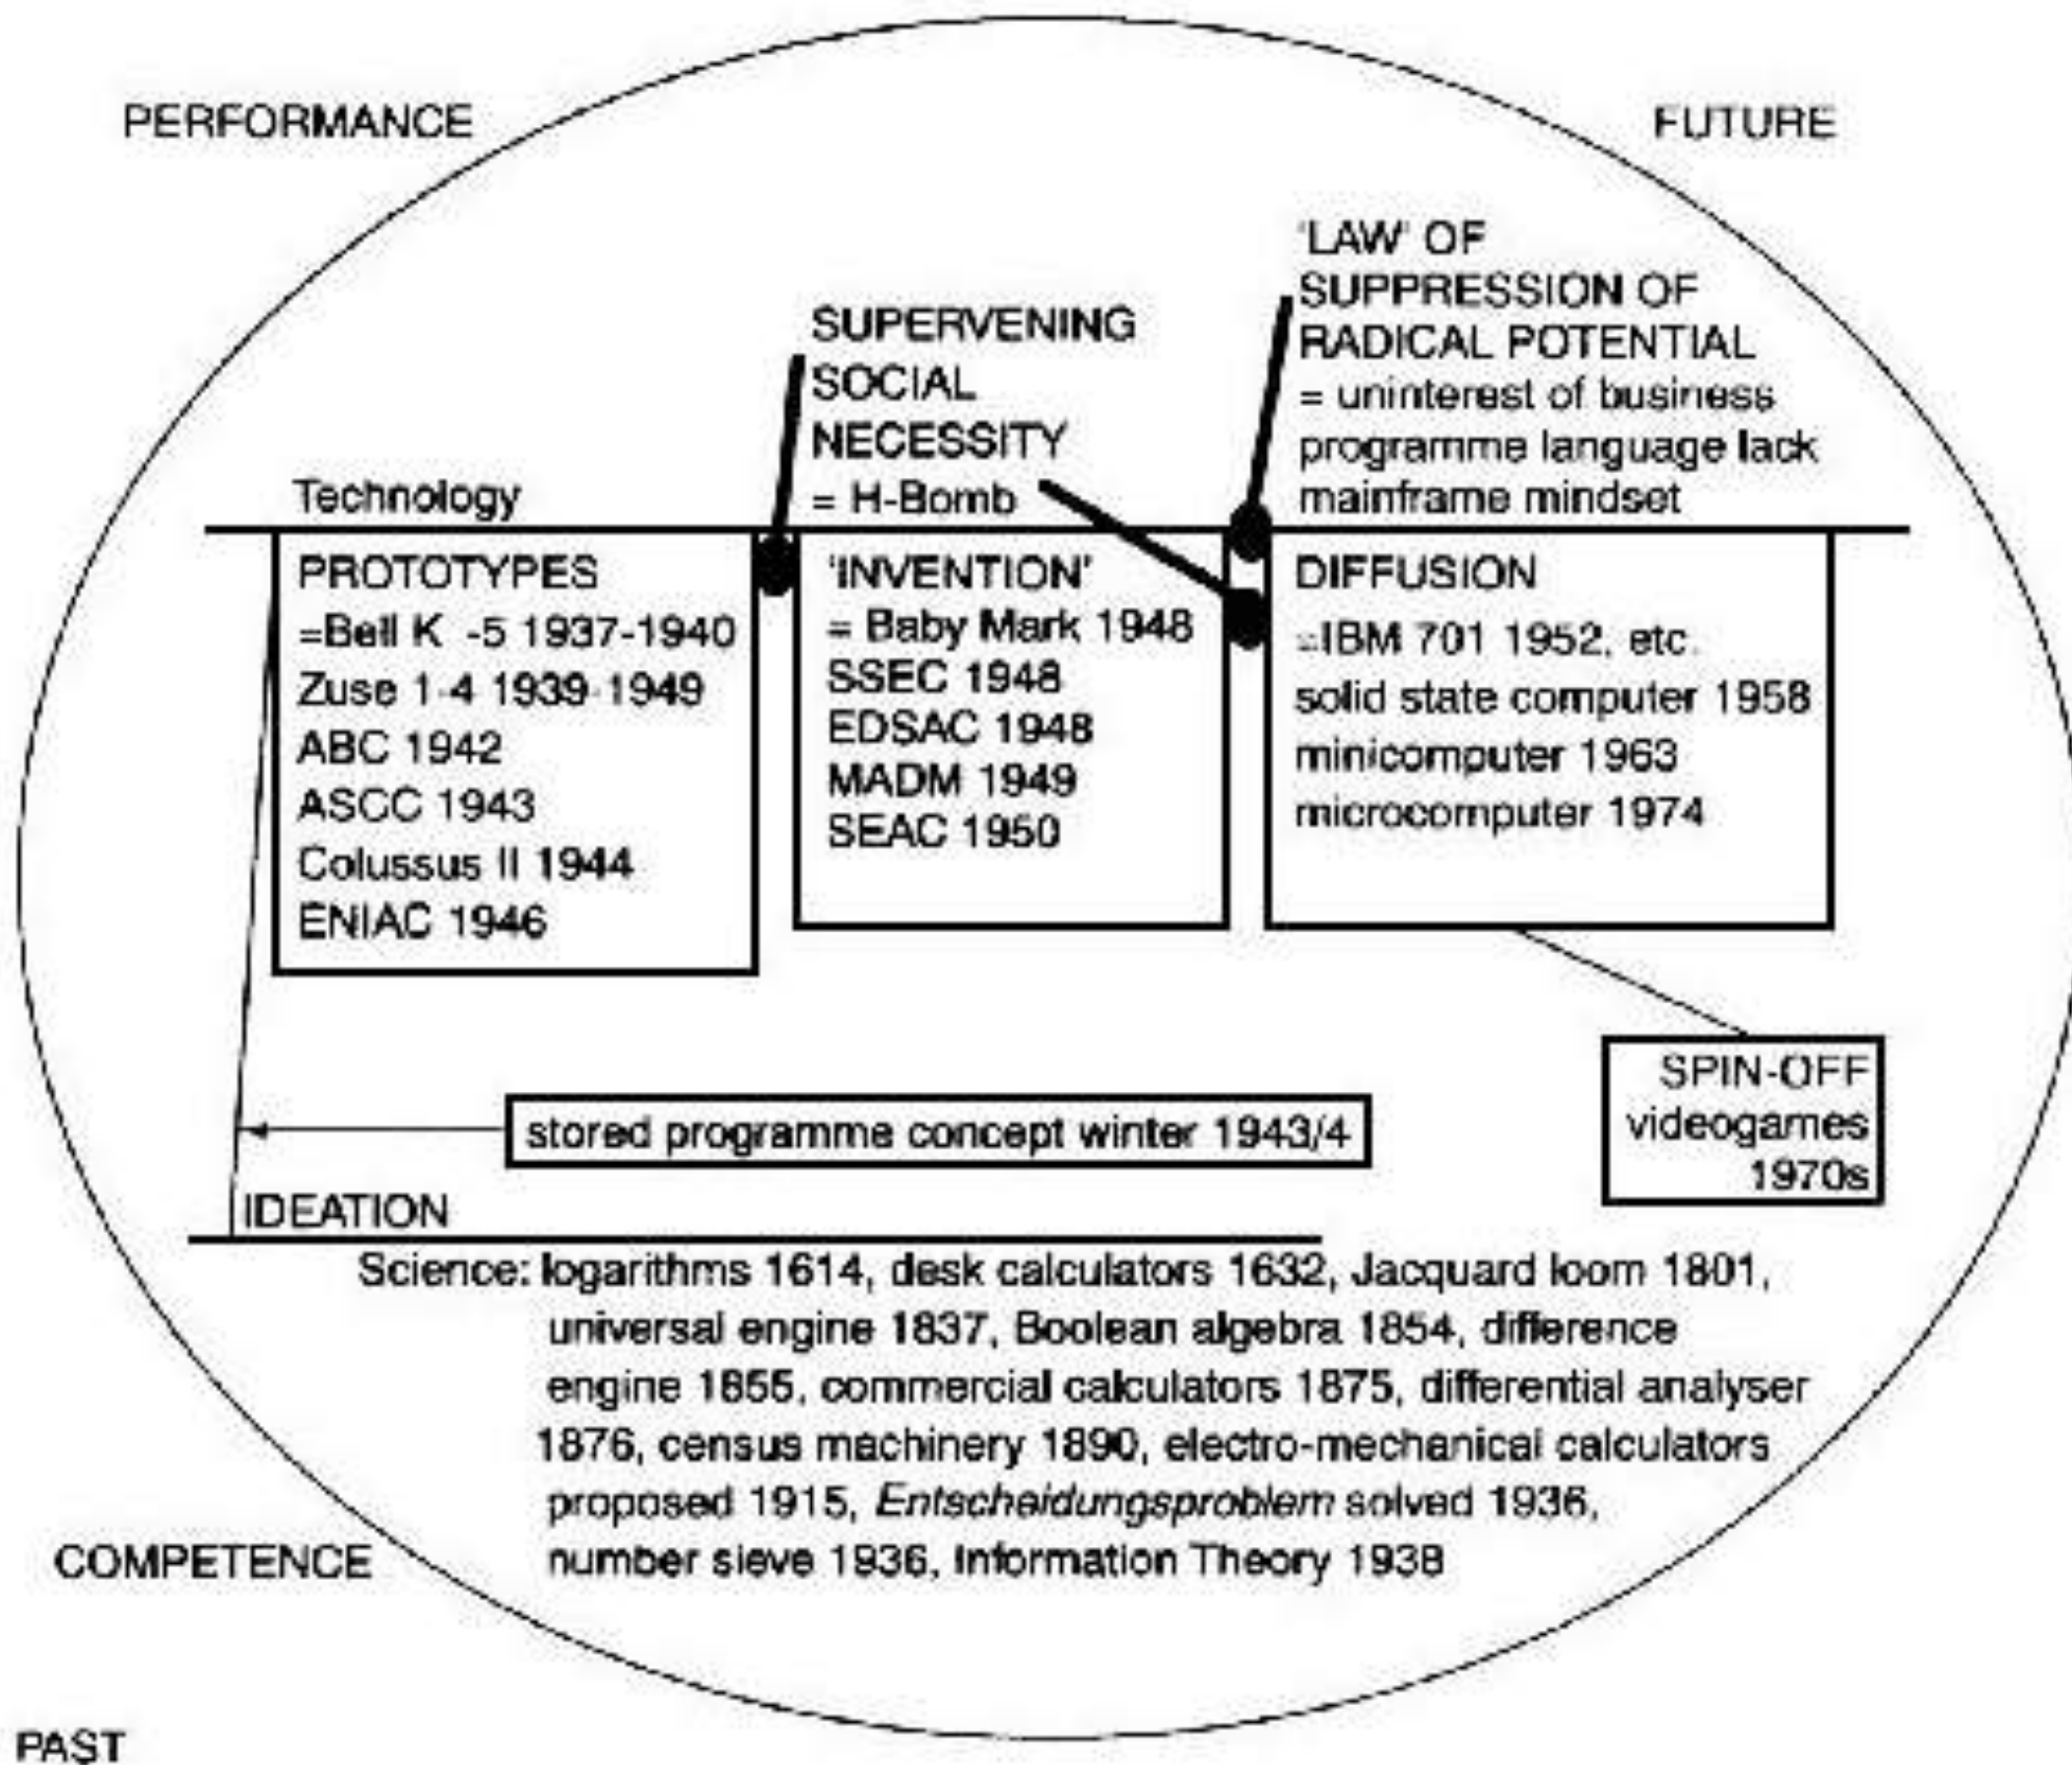 PERFORMANCE
FUTURE
'LAW' OF
SUPPRESSION OF
RADICAL POTENTIAL
= uninterest of business
programme language lack
mainframe mindset
SUPERVENING
SOCIAL
NECESSITY
= H-Bomb
Technology
PROTOTYPES
=Bell K -5 1937-1940
Zuse 1-4 1939-1949
ABC 1942
ASCC 1943
Colussus II 1944
ENIAC 1946
'INVENTION'
= Baby Mark 1948
SSEC 1948
EDSAC 1948
MADM 1949
SEAC 1950
DIFFUSION
=IBM 701 1952, etc.
solid state computer 1958
minicomputer 1963
microcomputer 1974
SPIN-OFF
videogames
1970s
stored programme concept winter 1943/4
IDEATION
Science: logarithms 1614, desk calculators 1632, Jacquard loom 1801,
universal engine 1837, Boolean algebra 1854, difference
engine 1855, commercial calculators 1875, differential analyser
1876, census machinery 1890, electro-mechanical calculators
proposed 1915, Entscheidungsproblem solved 1936,
number sieve 1936, Information Theory 1938
COMPETENCE
PAST